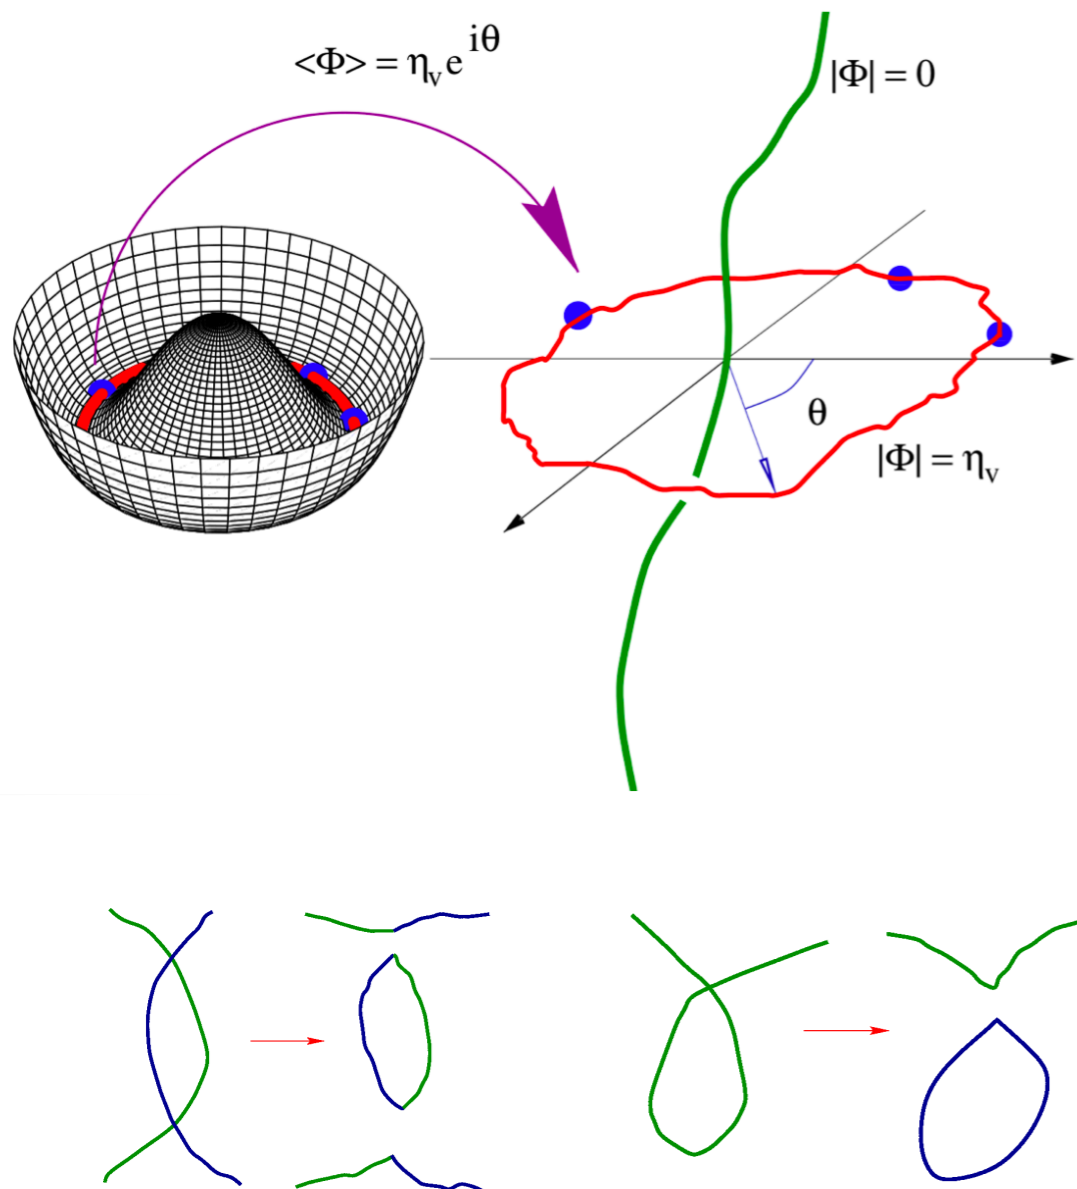 <Φ> = η_v e^{iθ}
|Φ| = 0
θ
|Φ| = η_v